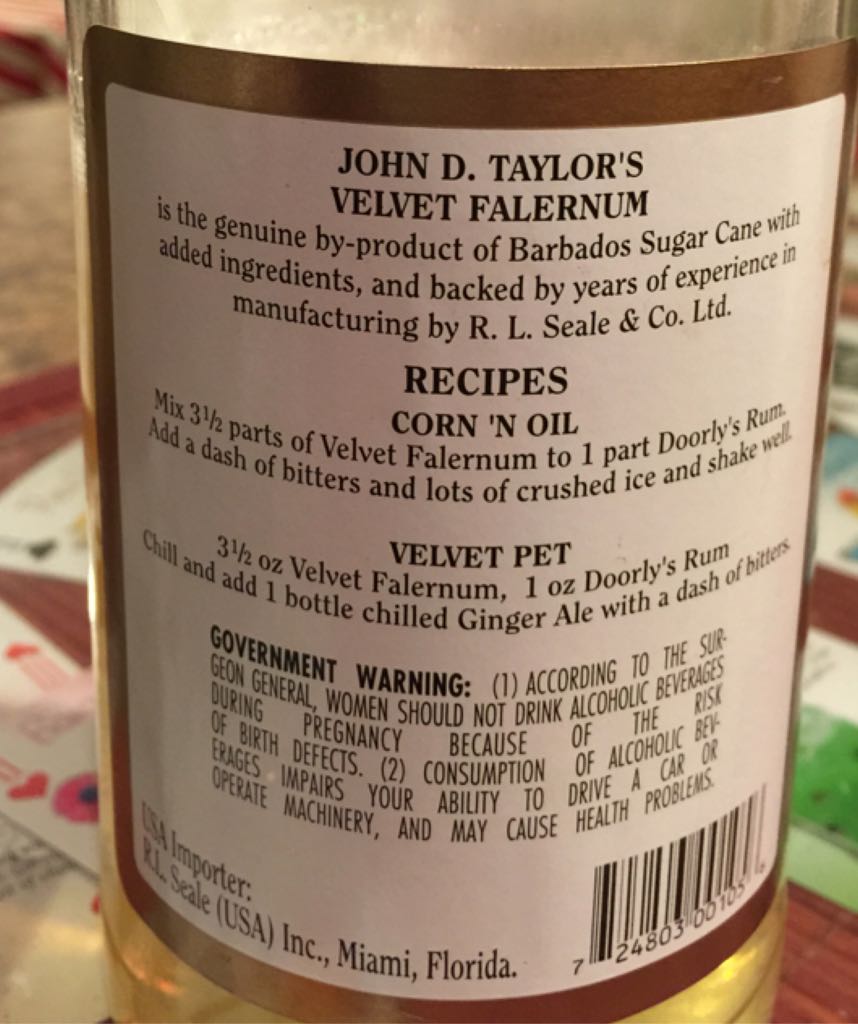 JOHN D. TAYLOR'S
VELVET FALERNUM
is the genuine by-product of Barbados Sugar Cane with
added ingredients, and backed by years of experience in
manufacturing by R. L. Seale & Co. Ltd.
RECIPES
CORN 'N OIL
Mix 3½ parts of Velvet Falernum to 1 part Doorly's Rum.
Add a dash of bitters and lots of crushed ice and shake well.
VELVET PET
3½ oz Velvet Falernum, 1 oz Doorly's Rum
Chill and add 1 bottle chilled Ginger Ale with a dash of bitters.
GOVERNMENT WARNING: (1) ACCORDING TO THE SUR-
GEON GENERAL, WOMEN SHOULD NOT DRINK ALCOHOLIC BEVERAGES
DURING PREGNANCY BECAUSE OF THE RISK
OF BIRTH DEFECTS. (2) CONSUMPTION OF ALCOHOLIC BEV-
ERAGES IMPAIRS YOUR ABILITY TO DRIVE A CAR OR
OPERATE MACHINERY, AND MAY CAUSE HEALTH PROBLEMS.
USA Importer:
R.L. Seale (USA) Inc., Miami, Florida.
7 24803 00105 6